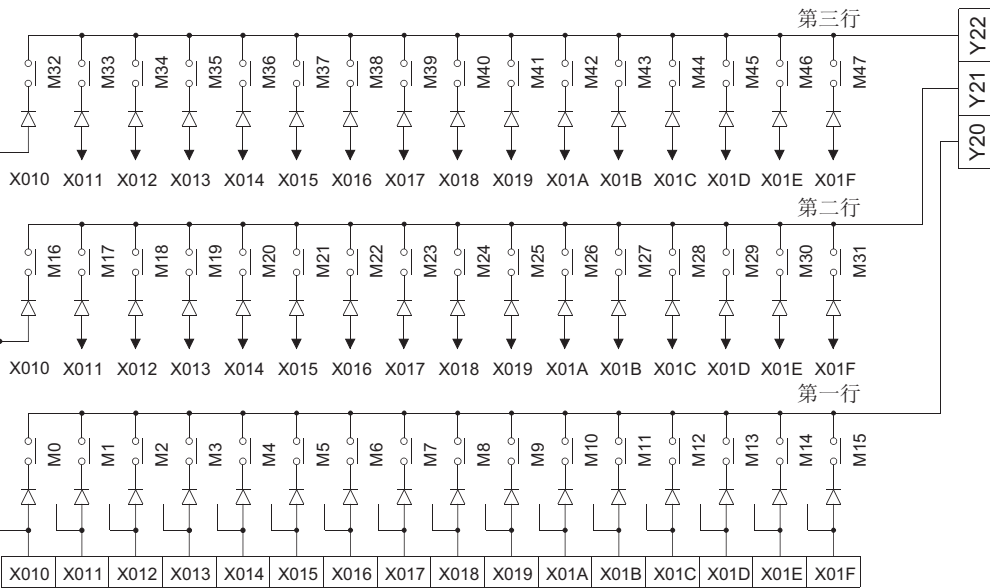 第三行
Y22
M32 M33 M34 M35 M36 M37 M38 M39 M40 M41 M42 M43 M44 M45 M46 M47
Y21
Y20
X010 X011 X012 X013 X014 X015 X016 X017 X018 X019 X01A X01B X01C X01D X01E X01F
第二行
M16 M17 M18 M19 M20 M21 M22 M23 M24 M25 M26 M27 M28 M29 M30 M31
X010 X011 X012 X013 X014 X015 X016 X017 X018 X019 X01A X01B X01C X01D X01E X01F
第一行
M0 M1 M2 M3 M4 M5 M6 M7 M8 M9 M10 M11 M12 M13 M14 M15
X010 X011 X012 X013 X014 X015 X016 X017 X018 X019 X01A X01B X01C X01D X01E X01F